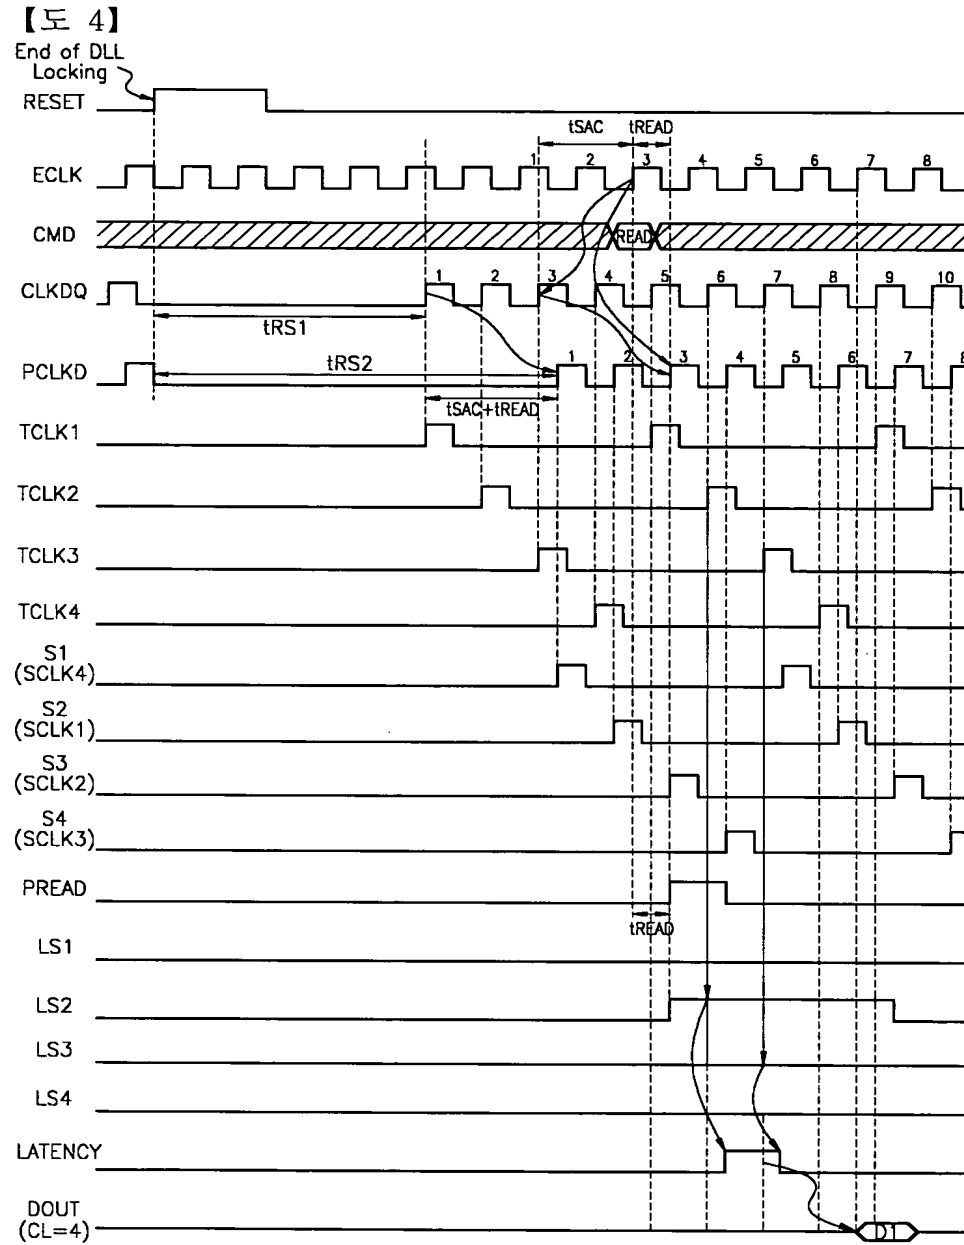 【도 4】
End of DLL
Locking
RESET
tSAC tREAD
ECLK 1 2 3 4 5 6 7 8
CMD READ
CLKDQ 1 2 3 4 5 6 7 8 9 10
tRS1
PCLKD 1 2 3 4 5 6 7 8
tRS2
tSAC+tREAD
TCLK1
TCLK2
TCLK3
TCLK4
S1
(SCLK4)
S2
(SCLK1)
S3
(SCLK2)
S4
(SCLK3)
PREAD
tREAD
LS1
LS2
LS3
LS4
LATENCY
DOUT
(CL=4) D1